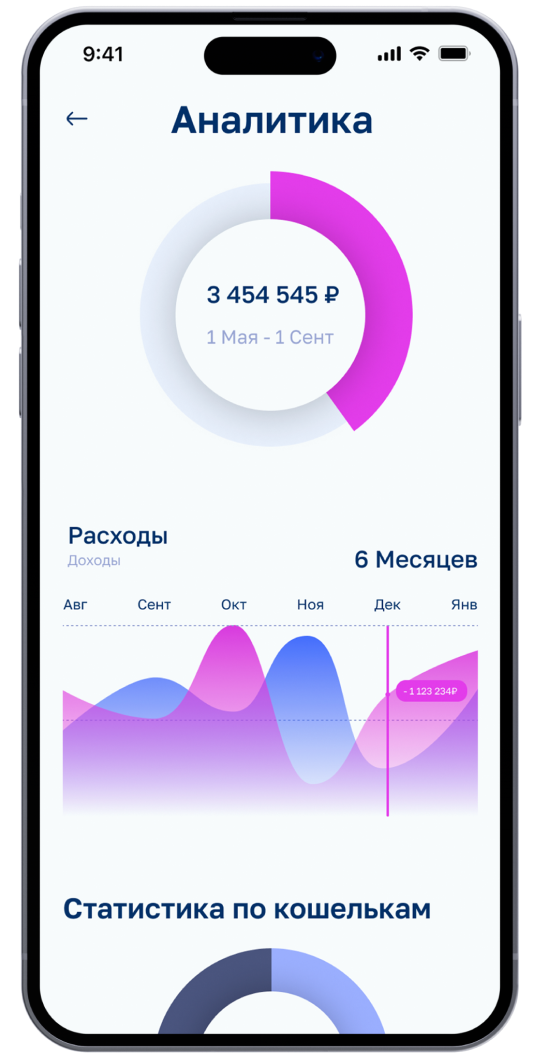 9:41
Аналитика
3 454 545 ₽
1 Мая - 1 Сент
Расходы
Доходы
6 Месяцев
Авг Сент Окт Ноя Дек Янв
- 1 123 234₽
Статистика по кошелькам